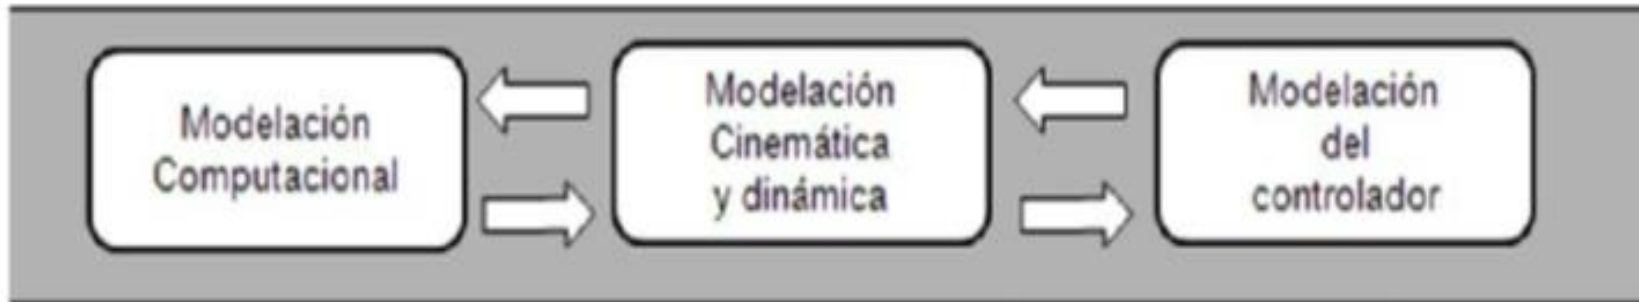 Modelación
Computacional
Modelación
Cinemática
y dinámica
Modelación
del
controlador